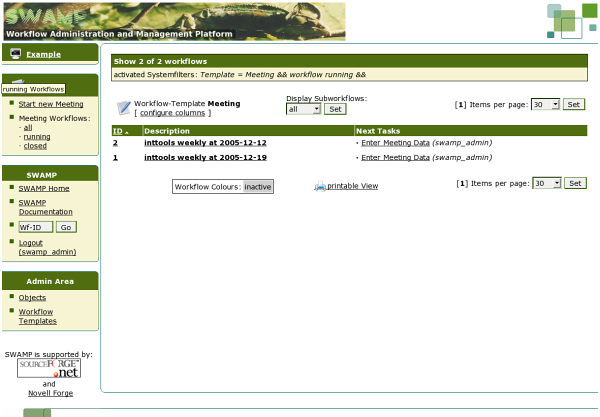 SWAMP
Workflow Administration and Management Platform
Example
running Workflows
Start new Meeting
Meeting Workflows:
- all
- running
- closed
SWAMP
SWAMP Home
SWAMP
Documentation
Wf-ID Go
Logout
(swamp_admin)
Admin Area
Objects
Workflow
Templates
SWAMP is supported by:
SOURCEFORGE
.net
and
Novell Forge
Show 2 of 2 workflows
activated Systemfilters: Template = Meeting && workflow running &&
Workflow-Template Meeting
[ configure columns ]
Display Subworkflows:
all Set
[1] Items per page: 30 Set
ID Description Next Tasks
2 inttools weekly at 2005-12-12 · Enter Meeting Data (swamp_admin)
1 inttools weekly at 2005-12-19 · Enter Meeting Data (swamp_admin)
Workflow Colours: inactive printable View [1] Items per page: 30 Set